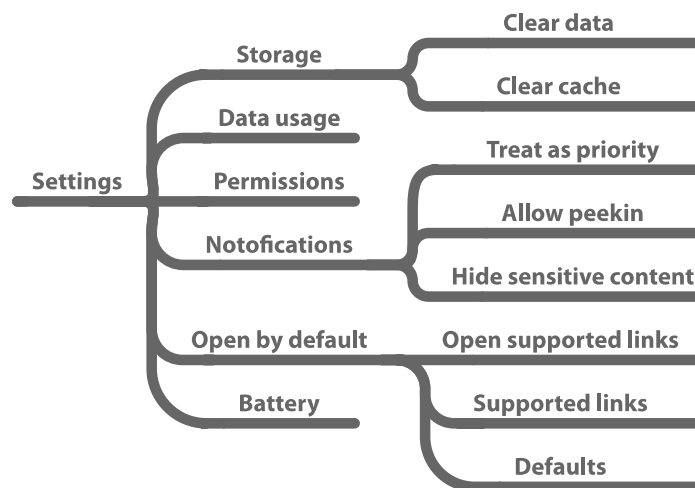 Clear data
Storage
Clear cache
Data usage
Treat as priority
Settings
Permissions
Allow peekin
Notofications
Hide sensitive content
Open by default
Open supported links
Battery
Supported links
Defaults